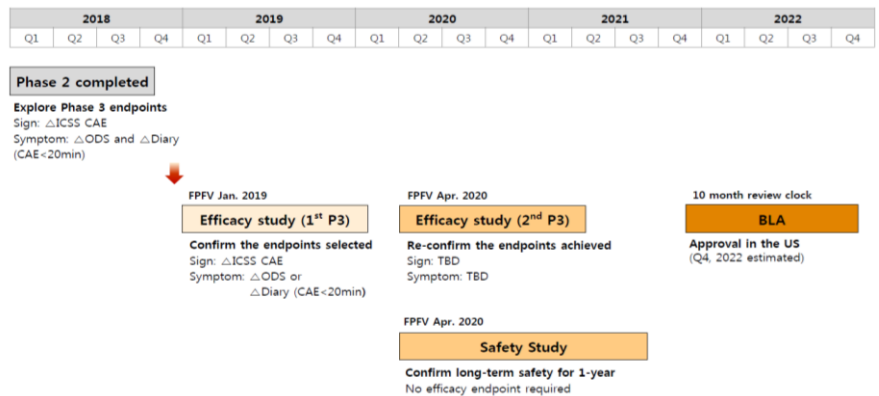 2018 2019 2020 2021 2022
Q1 Q2 Q3 Q4 Q1 Q2 Q3 Q4 Q1 Q2 Q3 Q4 Q1 Q2 Q3 Q4 Q1 Q2 Q3 Q4
Phase 2 completed
Explore Phase 3 endpoints
Sign: △ICSS CAE
Symptom: △ODS and △Diary
(CAE<20min)
FPFV Jan. 2019
Efficacy study (1st P3)
Confirm the endpoints selected
Sign: △ICSS CAE
Symptom: △ODS or
△Diary (CAE<20min)
FPFV Apr. 2020
Efficacy study (2nd P3)
Re-confirm the endpoints achieved
Sign: TBD
Symptom: TBD
10 month review clock
BLA
Approval in the US
(Q4, 2022 estimated)
FPFV Apr. 2020
Safety Study
Confirm long-term safety for 1-year
No efficacy endpoint required